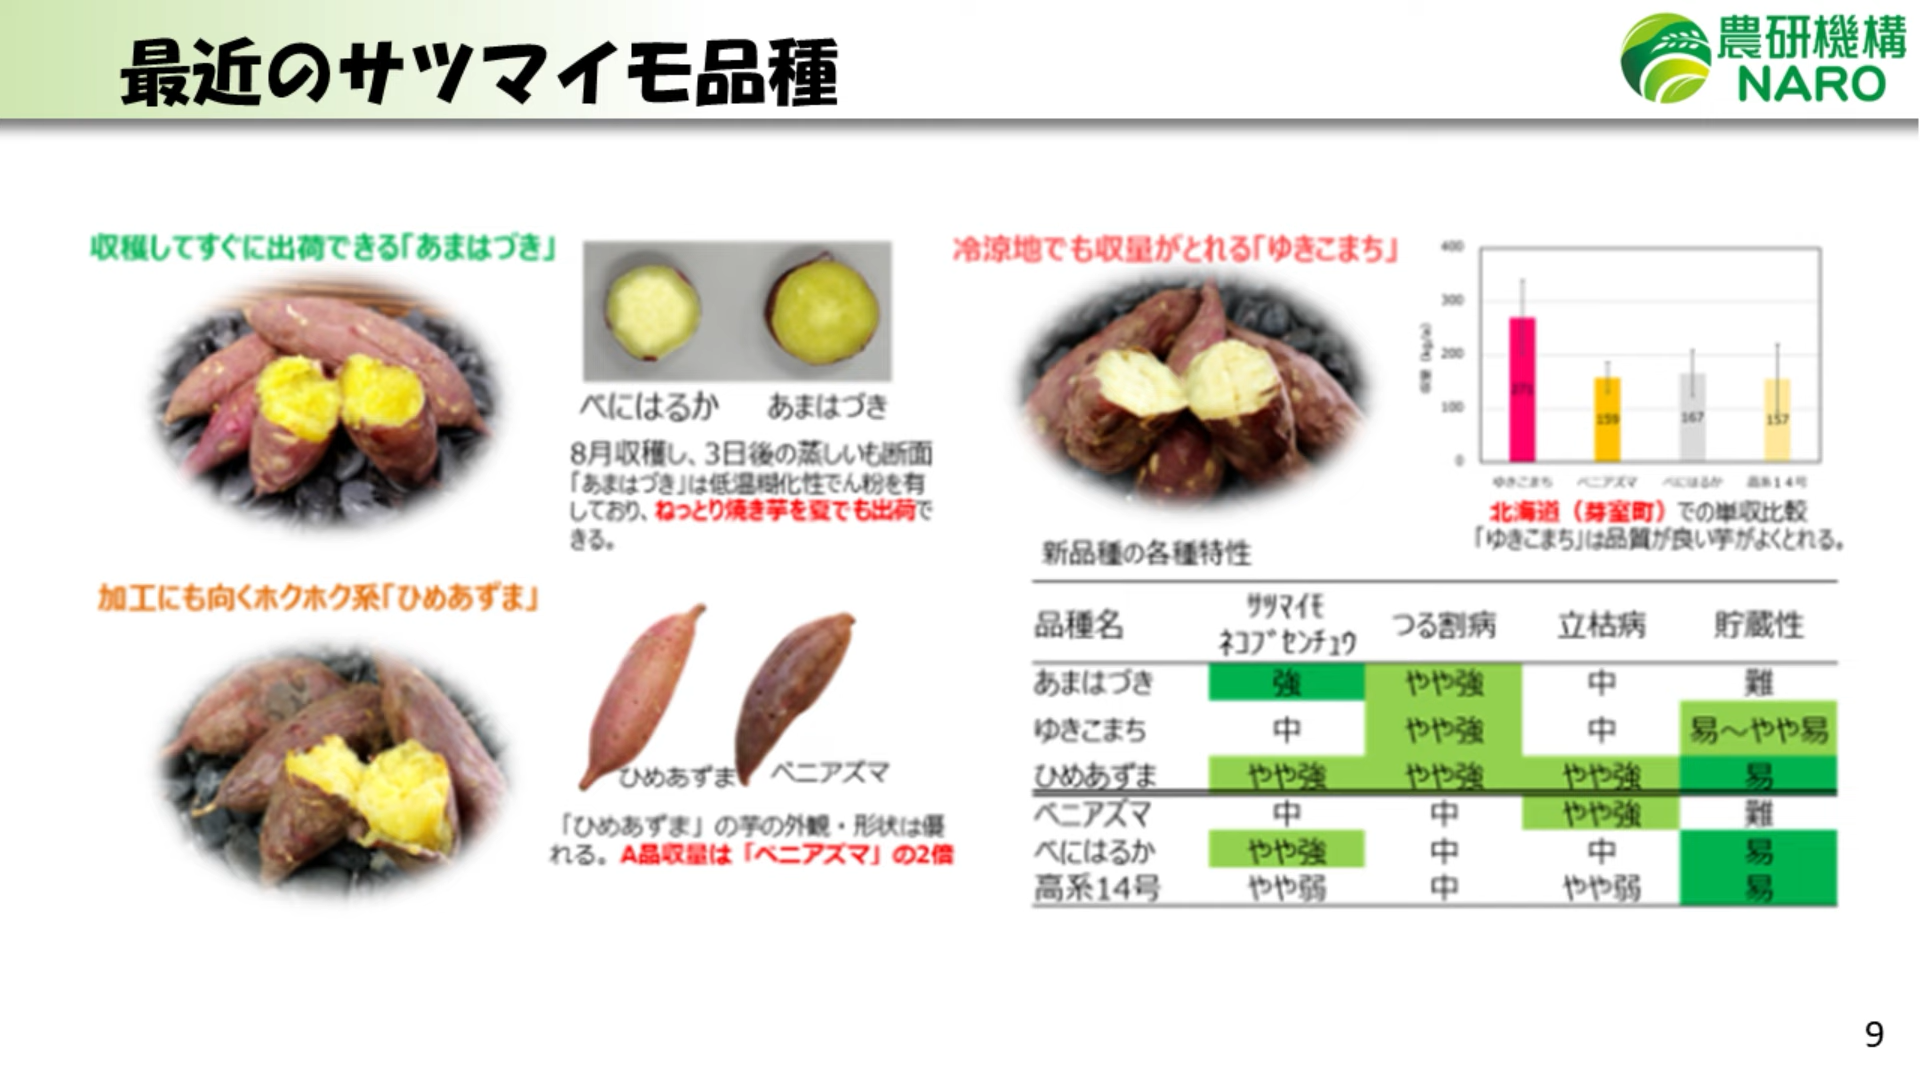 最近のサツマイモ品種
農研機構
NARO
収穫してすぐに出荷できる「あまはづき」
べにはるか
あまはづき
8月収穫し、3日後の蒸しいも断面
「あまはづき」は低温糊化性でん粉を有
しており、ねっとり焼き芋を夏でも出荷で
きる。
加工にも向くホクホク系「ひめあずま」
ひめあずま
ベニアズマ
「ひめあずま」の芋の外観・形状は優
れる。A品収量は「ベニアズマ」の2倍
冷涼地でも収量がとれる「ゆきこまち」
収量 (kg/a)
400
300
200
100
0
271
159
167
157
ゆきこまち ベニアズマ べにはるか 高系14号
北海道（芽室町）での単収比較
「ゆきこまち」は品質が良い芋がよくとれる。
新品種の各種特性
品種名 ｻﾂﾏｲﾓ ﾈｺﾌﾞｾﾝﾁｭｳ つる割病 立枯病 貯蔵性
あまはづき 強 やや強 中 難
ゆきこまち 中 やや強 中 易～やや易
ひめあずま やや強 やや強 やや強 易
ベニアズマ 中 中 やや強 難
べにはるか やや強 中 中 易
高系14号 やや弱 中 やや弱 易
9